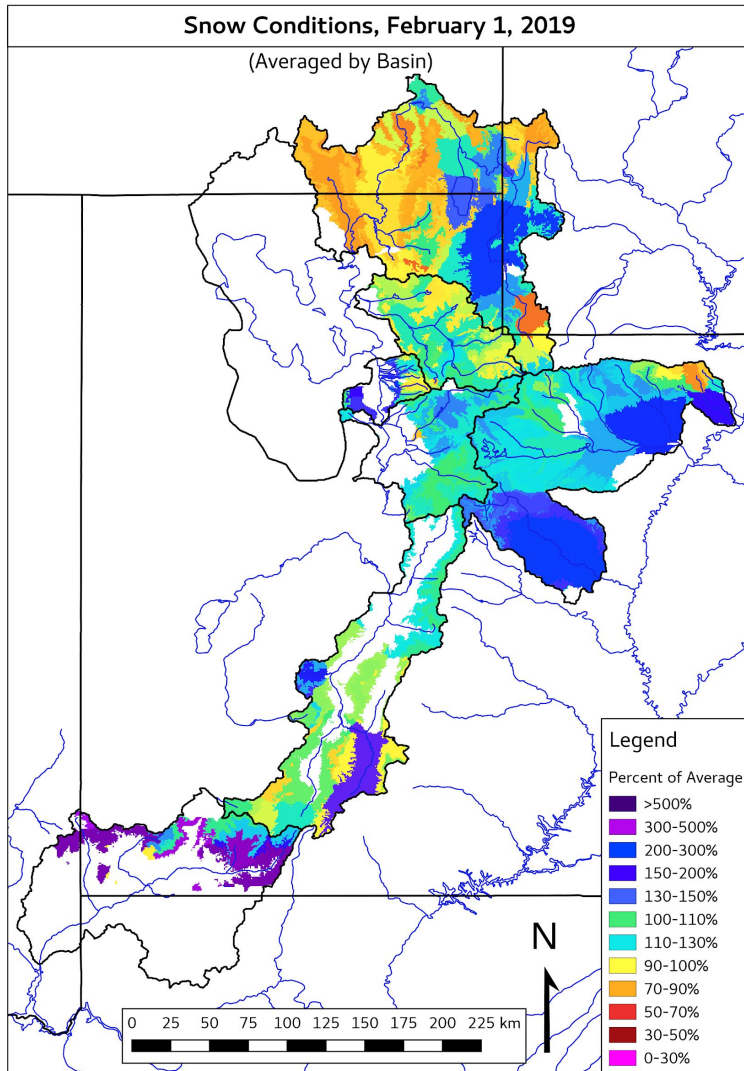 Snow Conditions, February 1, 2019
(Averaged by Basin)
Legend
Percent of Average
>500%
300-500%
200-300%
150-200%
130-150%
100-110%
110-130%
90-100%
70-90%
50-70%
30-50%
0-30%
N
0 25 50 75 100 125 150 175 200 225 km